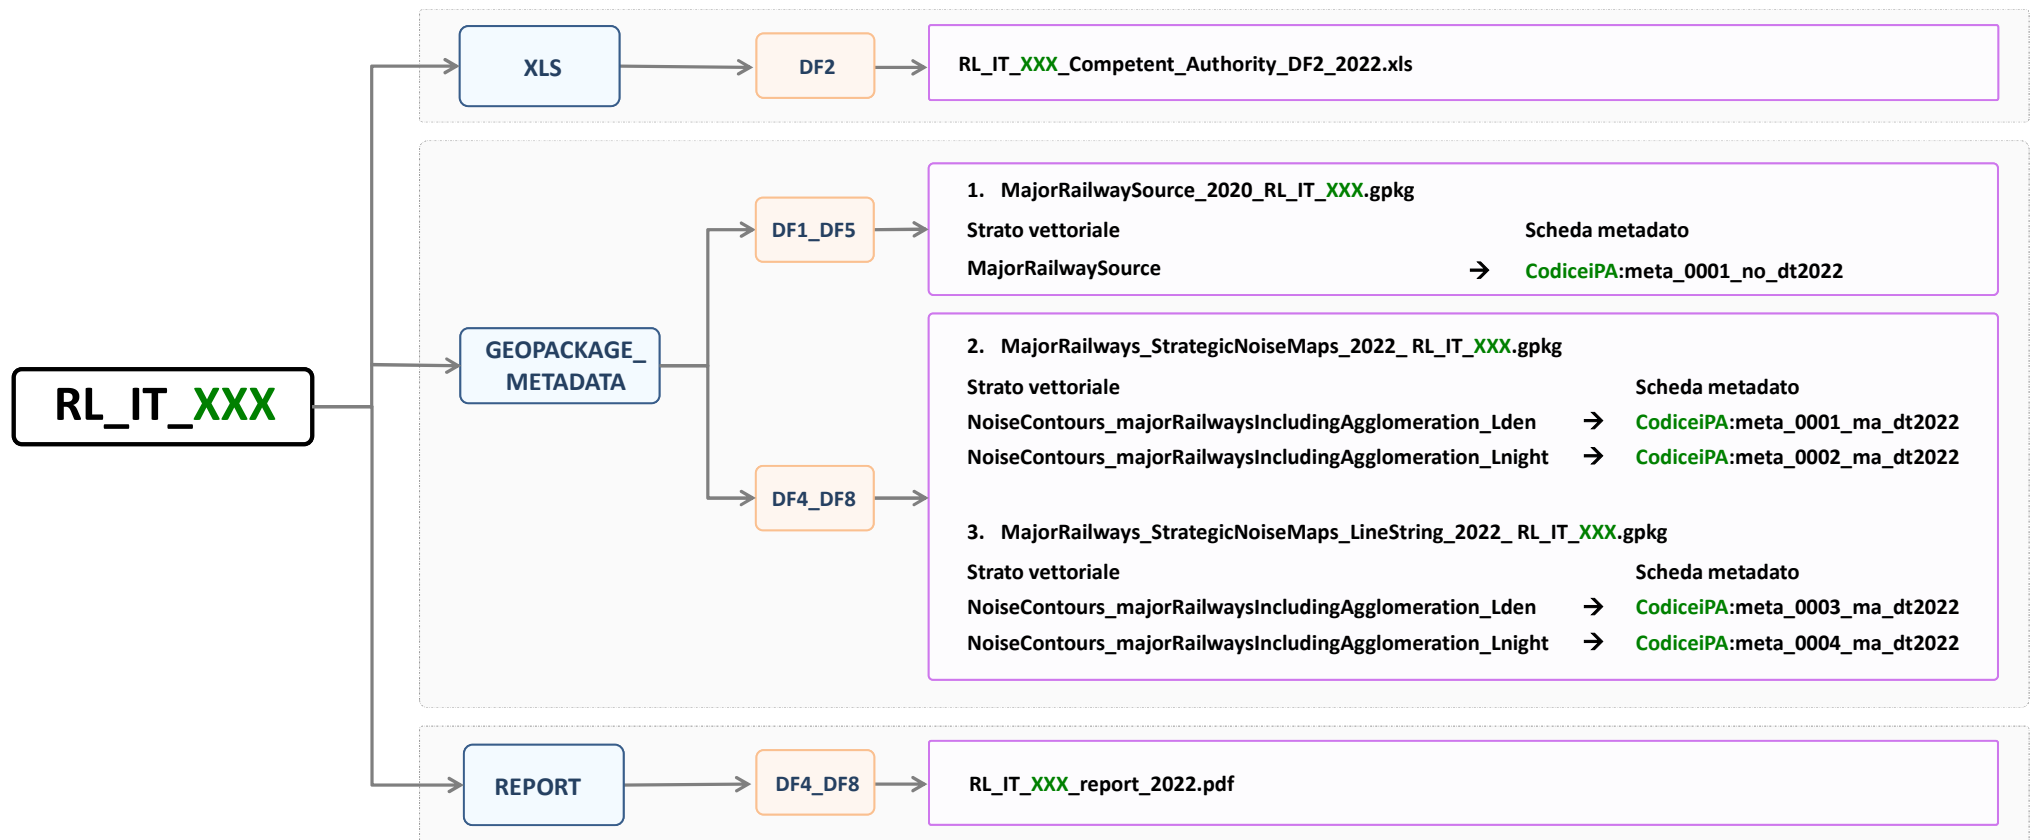 RL_IT_XXX
XLS
DF2
RL_IT_XXX_Competent_Authority_DF2_2022.xls
GEOPACKAGE_
METADATA
DF1_DF5
1. MajorRailwaySource_2020_RL_IT_XXX.gpkg
Strato vettoriale Scheda metadato
MajorRailwaySource → CodiceiPA:meta_0001_no_dt2022
DF4_DF8
2. MajorRailways_StrategicNoiseMaps_2022_ RL_IT_XXX.gpkg
Strato vettoriale Scheda metadato
NoiseContours_majorRailwaysIncludingAgglomeration_Lden → CodiceiPA:meta_0001_ma_dt2022
NoiseContours_majorRailwaysIncludingAgglomeration_Lnight → CodiceiPA:meta_0002_ma_dt2022
3. MajorRailways_StrategicNoiseMaps_LineString_2022_ RL_IT_XXX.gpkg
Strato vettoriale Scheda metadato
NoiseContours_majorRailwaysIncludingAgglomeration_Lden → CodiceiPA:meta_0003_ma_dt2022
NoiseContours_majorRailwaysIncludingAgglomeration_Lnight → CodiceiPA:meta_0004_ma_dt2022
REPORT
DF4_DF8
RL_IT_XXX_report_2022.pdf